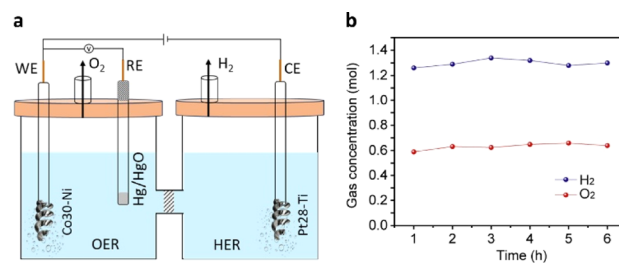 a
WE
V
O2
RE
H2
CE
Co30-Ni
Hg/HgO
Pt28-Ti
OER
HER
b
Gas concentration (mol)
1.4
1.2
1.0
0.8
0.6
0.4
0.2
0.0
H2
O2
1 2 3 4 5 6
Time (h)